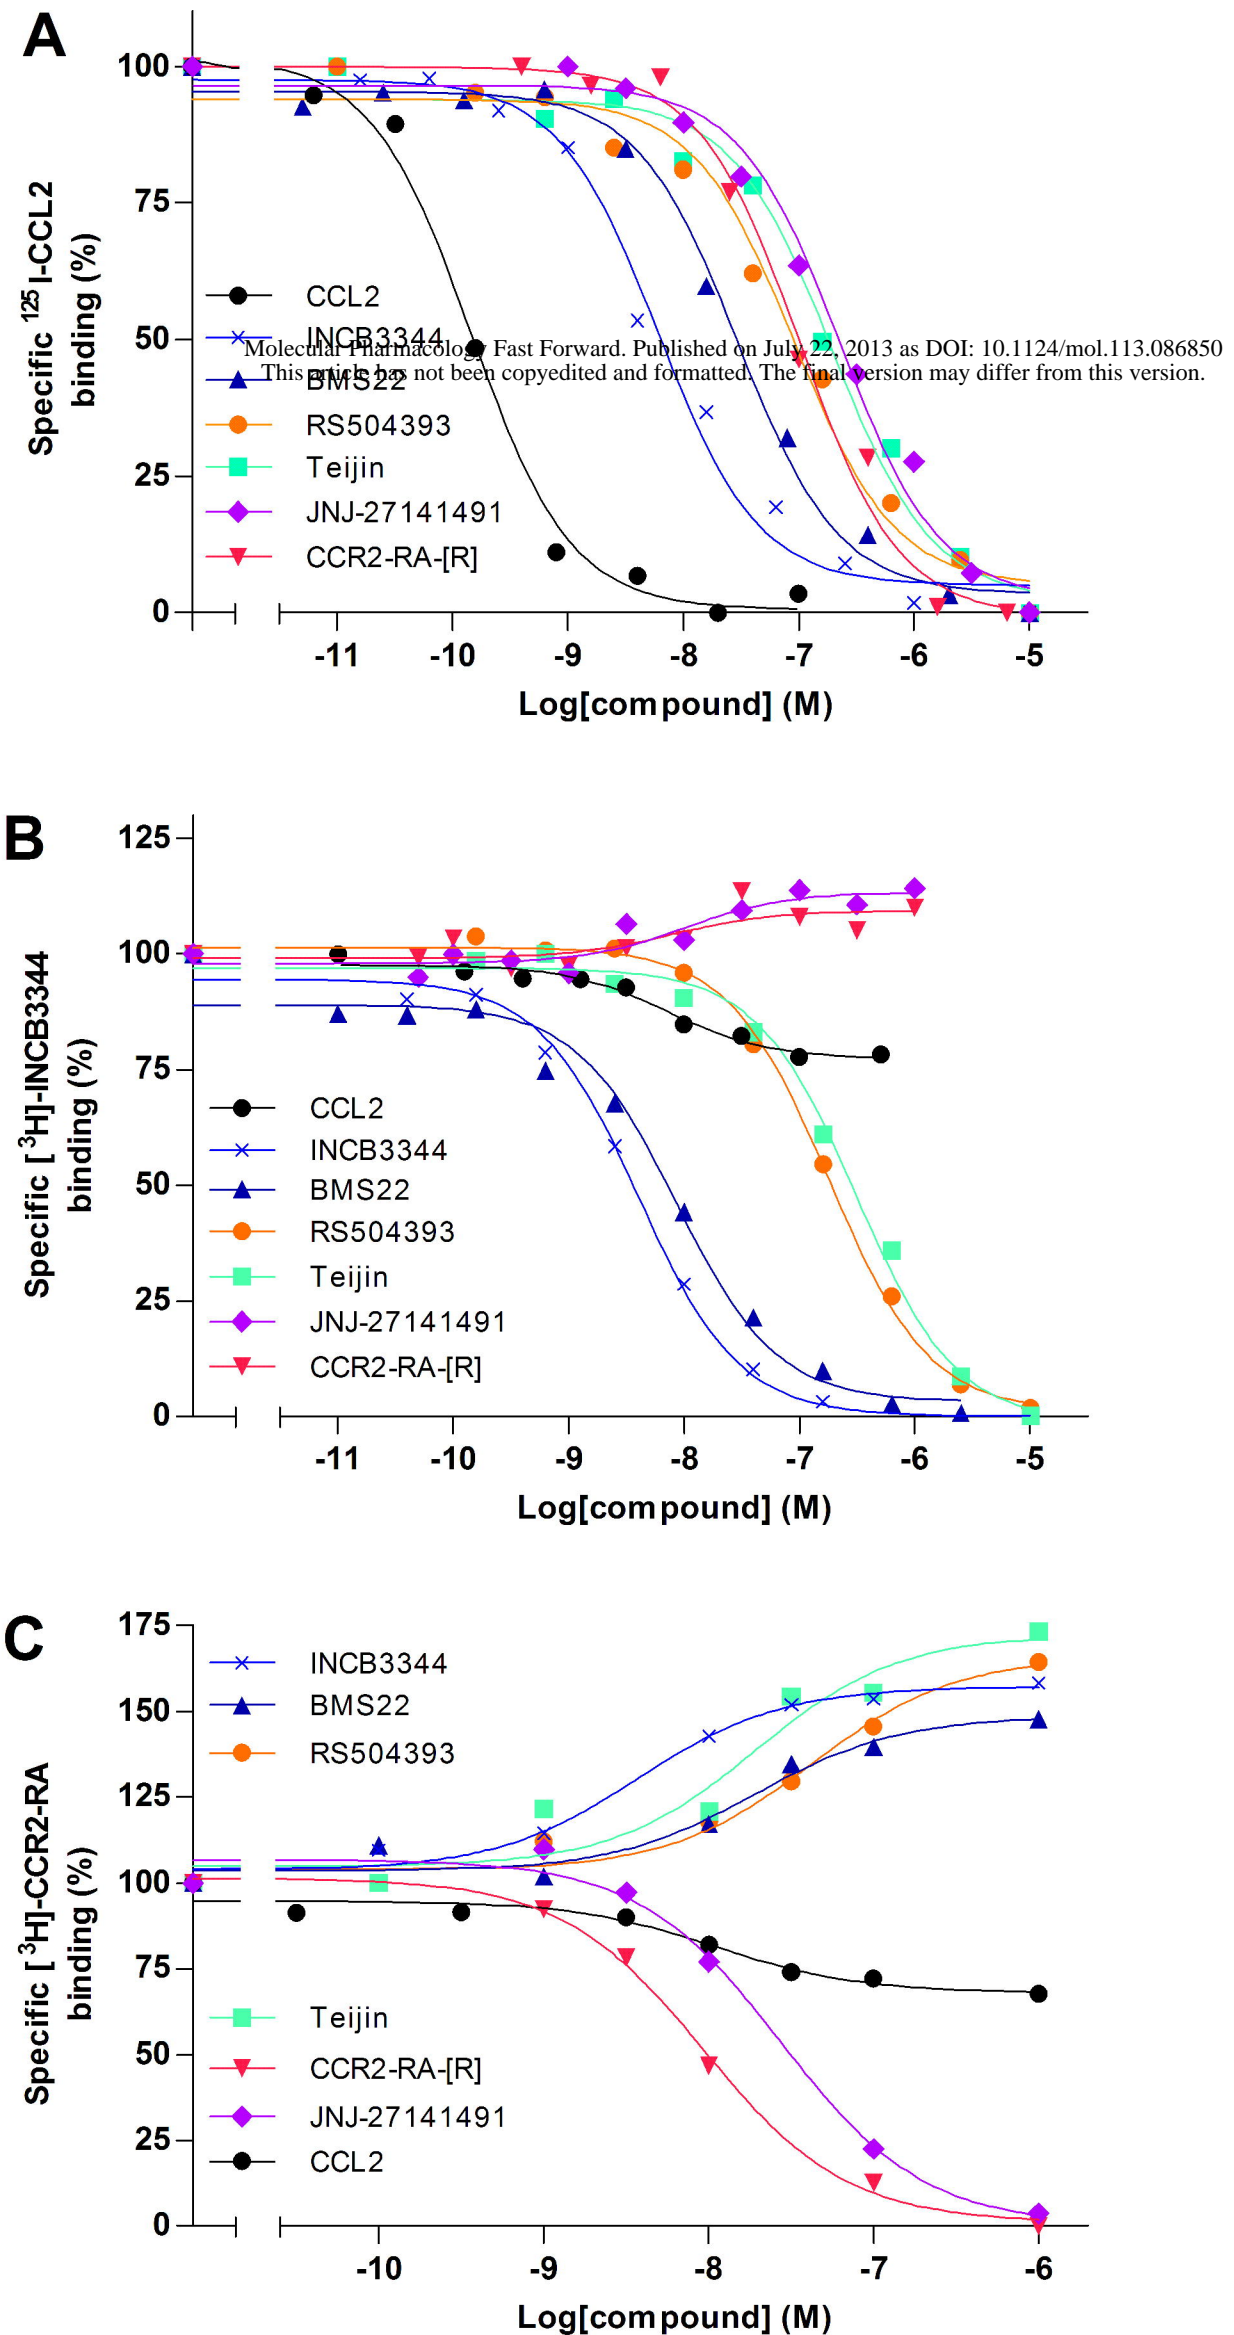 A
100
75
50
25
0
Specific 125 I-CCL2
binding (%)
CCL2
INCB3344
Molecular Pharmacology Fast Forward. Published on July 22, 2013 as DOI: 10.1124/mol.113.086850
This article has not been copyedited and formatted. The final version may differ from this version.
BMS22
RS504393
Teijin
JNJ-27141491
CCR2-RA-[R]
-11 -10 -9 -8 -7 -6 -5
Log[compound] (M)
B
125
100
75
50
25
0
Specific [3H]-INCB3344
binding (%)
CCL2
INCB3344
BMS22
RS504393
Teijin
JNJ-27141491
CCR2-RA-[R]
-11 -10 -9 -8 -7 -6 -5
Log[compound] (M)
C
175
150
125
100
75
50
25
0
Specific [3H]-CCR2-RA
binding (%)
INCB3344
BMS22
RS504393
Teijin
CCR2-RA-[R]
JNJ-27141491
CCL2
-10 -9 -8 -7 -6
Log[compound] (M)